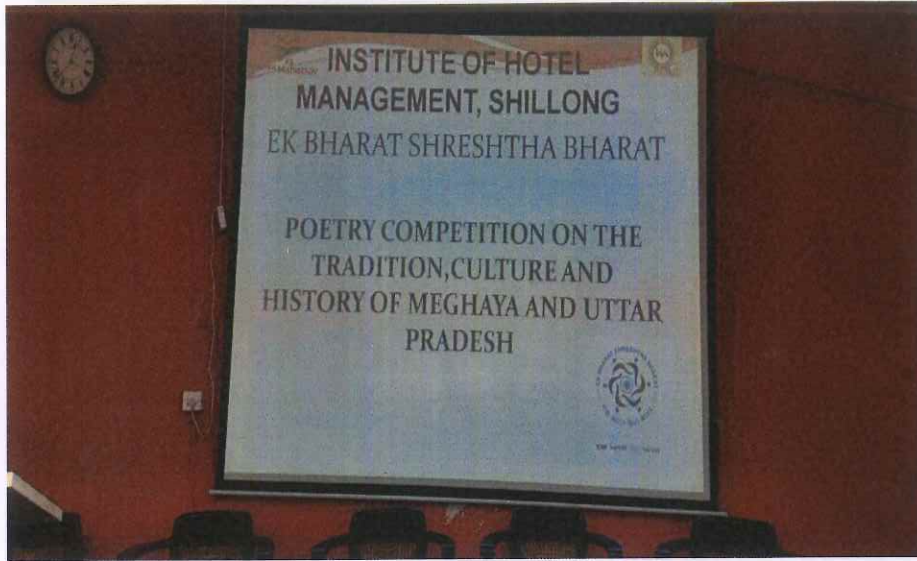 INSTITUTE OF HOTEL
MANAGEMENT, SHILLONG
EK BHARAT SHRESHTHA BHARAT
POETRY COMPETITION ON THE
TRADITION,CULTURE AND
HISTORY OF MEGHAYA AND UTTAR
PRADESH